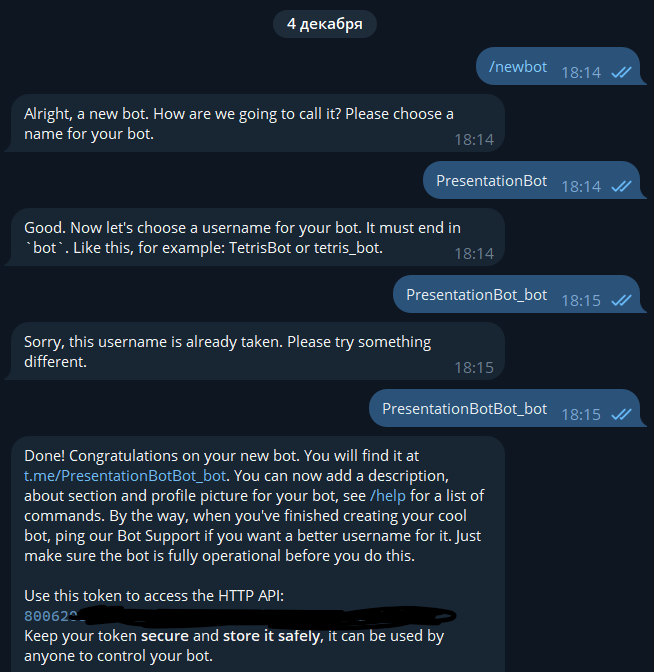 4 декабря
/newbot 18:14
Alright, a new bot. How are we going to call it? Please choose a
name for your bot.
18:14
PresentationBot 18:14
Good. Now let's choose a username for your bot. It must end in
`bot`. Like this, for example: TetrisBot or tetris_bot.
18:14
PresentationBot_bot 18:15
Sorry, this username is already taken. Please try something
different.
18:15
PresentationBotBot_bot 18:15
Done! Congratulations on your new bot. You will find it at
t.me/PresentationBotBot_bot. You can now add a description,
about section and profile picture for your bot, see /help for a list of
commands. By the way, when you've finished creating your cool
bot, ping our Bot Support if you want a better username for it. Just
make sure the bot is fully operational before you do this.
Use this token to access the HTTP API:
80062
Keep your token secure and store it safely, it can be used by
anyone to control your bot.